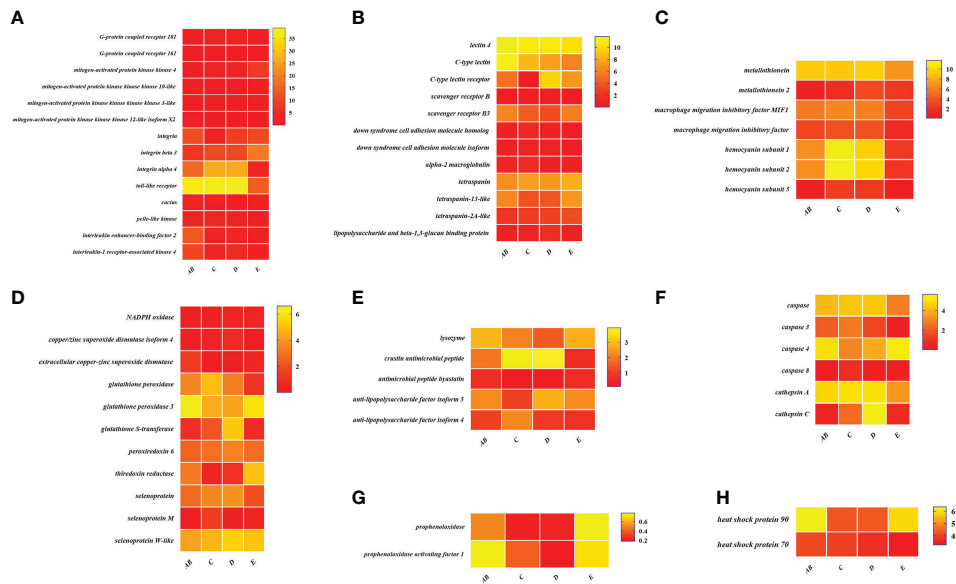 A
G-protein coupled receptor 101
G-protein coupled receptor 161
mitogen-activated protein kinase kinase 4
mitogen-activated protein kinase kinase kinase 10-like
mitogen-activated protein kinase kinase kinase kinase 3-like
mitogen-activated protein kinase kinase kinase 12-like isoform X2
integrin
integrin beta 3
integrin alpha 4
toll-like receptor
cactus
pelle-like kinase
interleukin enhancer-binding factor 2
interleukin-1 receptor-associated kinase 4
AB C D E
35
30
25
20
15
10
5
B
lectin 4
C-type lectin
C-type lectin receptor
scavenger receptor B
scavenger receptor B3
down syndrome cell adhesion molecule homolog
down syndrome cell adhesion molecule isoform
alpha-2 macroglobulin
tetraspanin
tetraspanin-13-like
tetraspanin-2A-like
lipopolysaccharide and beta-1,3-glucan binding protein
AB C D E
10
8
6
4
2
C
metallothionein
metallothionein 2
macrophage migration inhibitory factor MIF1
macrophage migration inhibitory factor
hemocyanin subunit 1
hemocyanin subunit 2
hemocyanin subunit 5
AB C D E
10
8
6
4
2
D
NADPH oxidase
copper/zinc superoxide dismutase isoform 4
extracellular copper-zinc superoxide dismutase
glutathione peroxidase
glutathione peroxidase 3
glutathione S-transferase
peroxiredoxin 6
thiredoxin reductase
selenoprotein
selenoprotein M
selenoprotein W-like
AB C D E
6
4
2
E
lysozyme
crustin antimicrobial peptide
antimicrobial peptide hyastatin
anti-lipopolysaccharide factor isoform 5
anti-lipopolysaccharide factor isoform 4
AB C D E
3
2
1
F
caspase
caspase 3
caspase 4
caspase 8
cathepsin A
cathepsin C
AB C D E
4
2
G
prophenoloxidase
prophenoloxidase activating factor 1
AB C D E
0.6
0.4
0.2
H
heat shock protein 90
heat shock protein 70
AB C D E
6
5
4